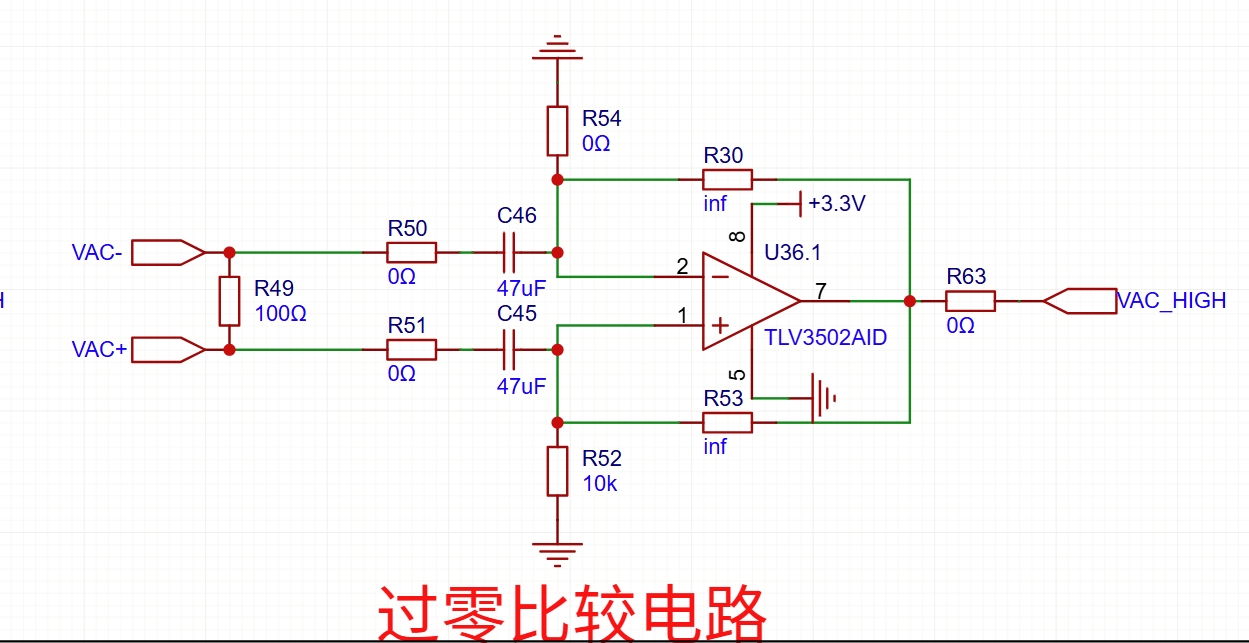 R54
0Ω
R30
inf
+3.3V
8
C46
47uF
R50
0Ω
VAC-
U36.1
2
R49
100Ω
7
R63
0Ω
VAC_HIGH
C45
47uF
1
R51
0Ω
VAC+
TLV3502AID
5
R53
inf
R52
10k
过零比较电路